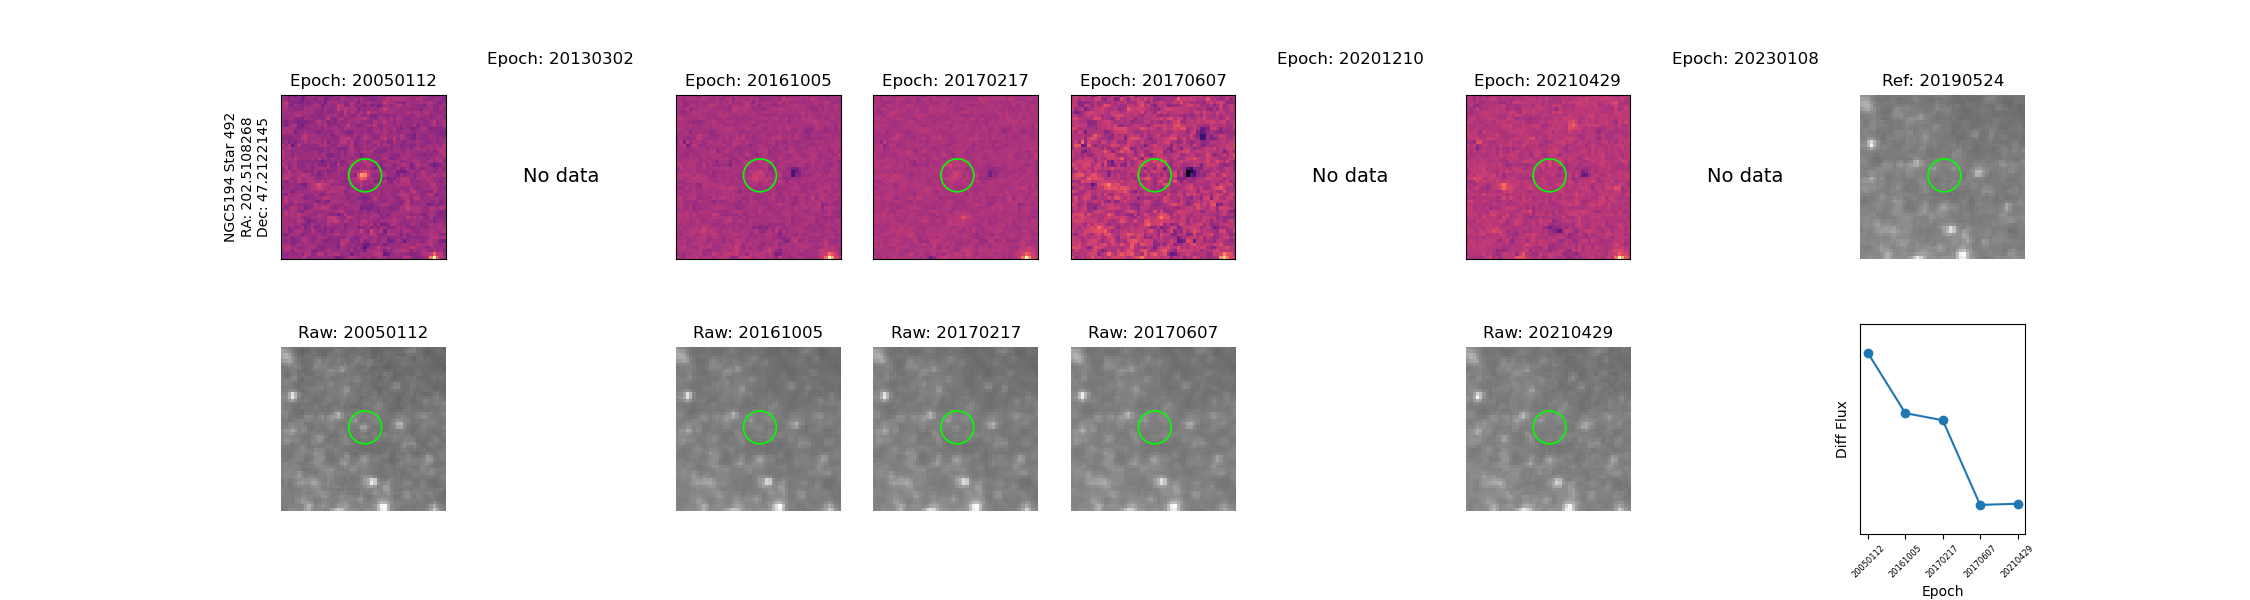 Epoch: 20130302
Epoch: 20201210
Epoch: 20230108
Epoch: 20050112
Epoch: 20161005
Epoch: 20170217
Epoch: 20170607
Epoch: 20210429
Ref: 20190524
NGC5194 Star 492
RA: 202.5108268
Dec: 47.2122145
No data
No data
No data
Raw: 20050112
Raw: 20161005
Raw: 20170217
Raw: 20170607
Raw: 20210429
Diff Flux
20050112
20161005
20170217
20170607
20210429
Epoch